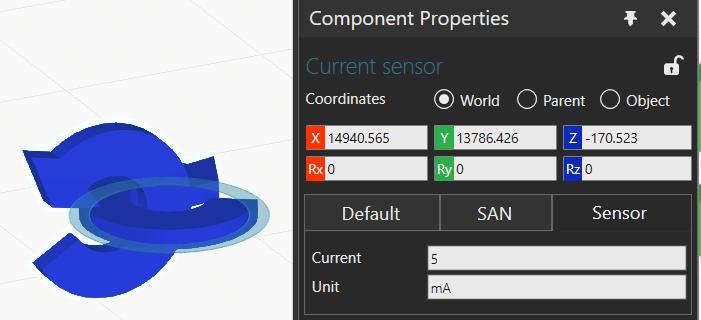 Component Properties
Current sensor
Coordinates World Parent Object
X 14940.565 Y 13786.426 Z -170.523
Rx 0 Ry 0 Rz 0
Default SAN Sensor
Current 5
Unit mA